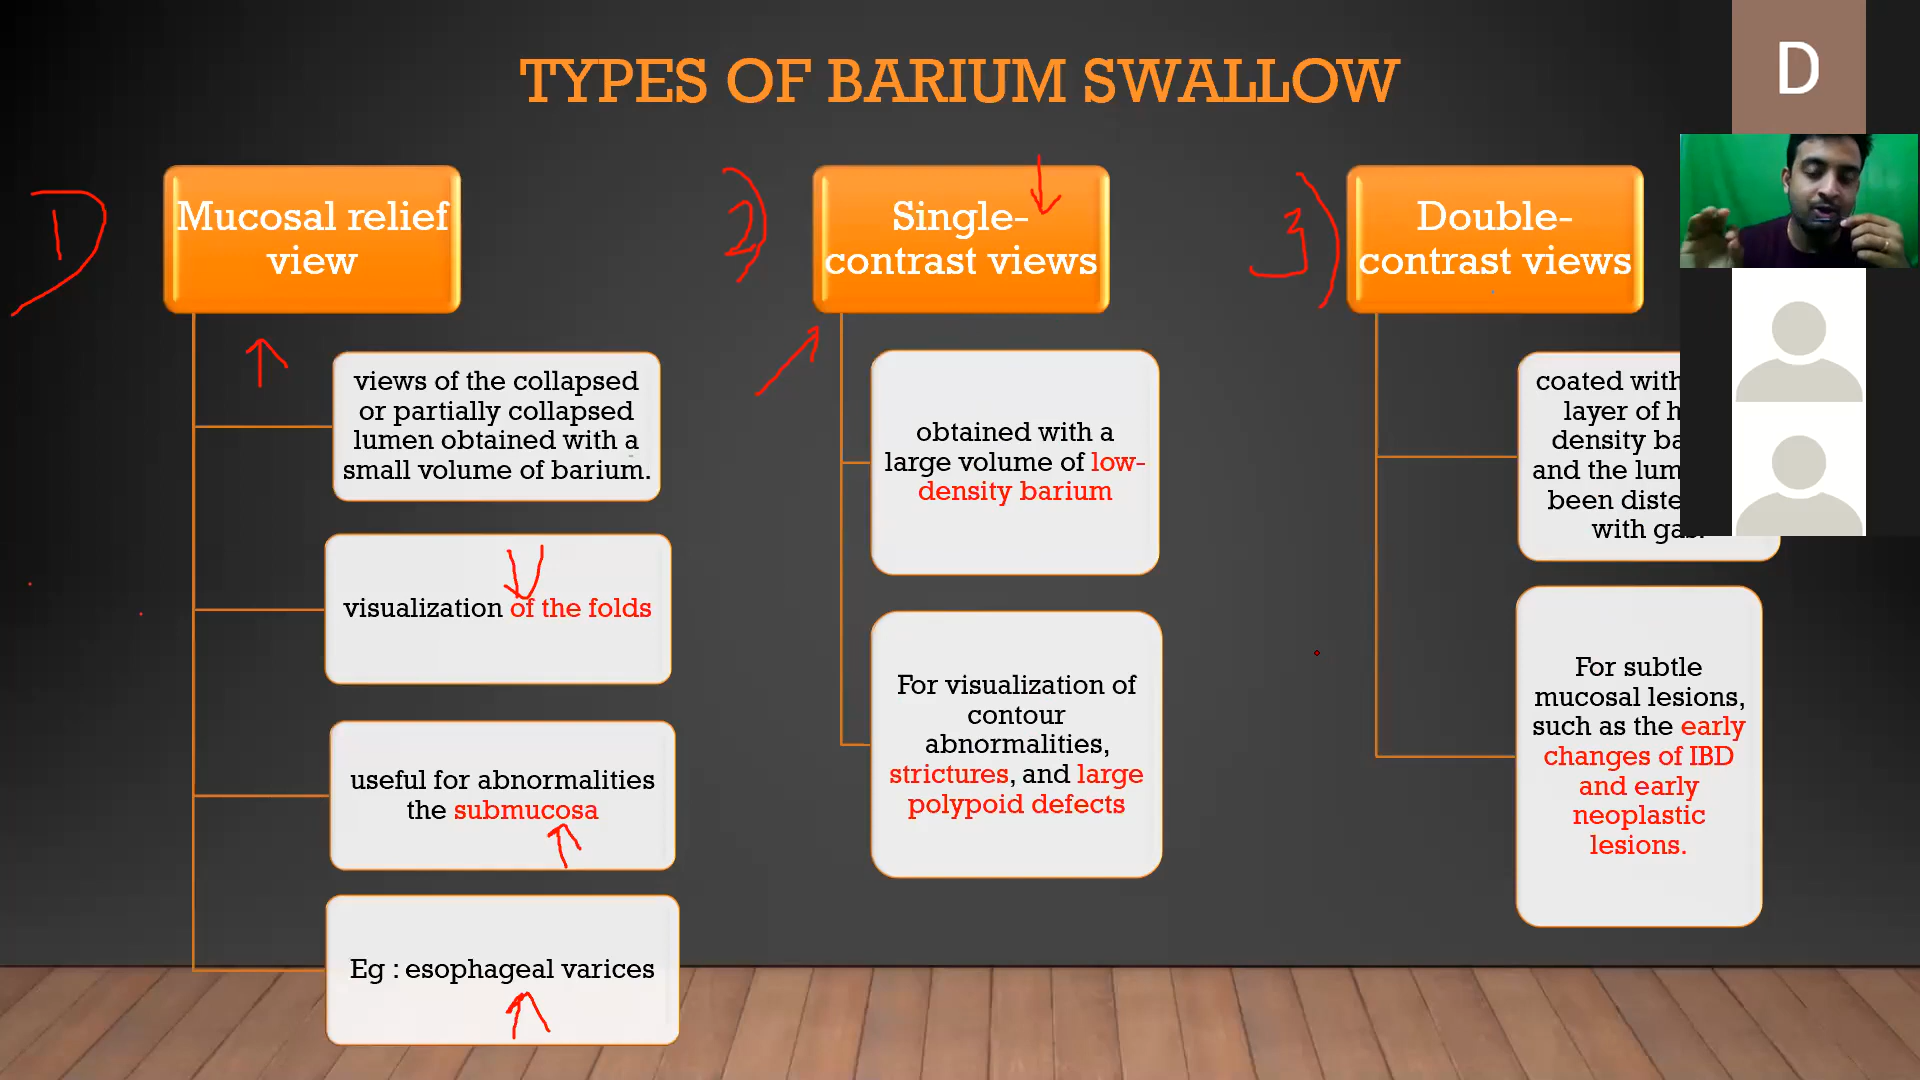 TYPES OF BARIUM SWALLOW
D
1)
Mucosal relief
view
views of the collapsed
or partially collapsed
lumen obtained with a
small volume of barium.
visualization of the folds
useful for abnormalities
the submucosa
Eg : esophageal varices
2)
Single-
contrast views
obtained with a
large volume of low-
density barium
For visualization of
contour
abnormalities,
strictures, and large
polypoid defects
3)
Double-
contrast views
coated with
layer of
density
and the
been
with
For subtle
mucosal lesions,
such as the early
changes of IBD
and early
neoplastic
lesions.